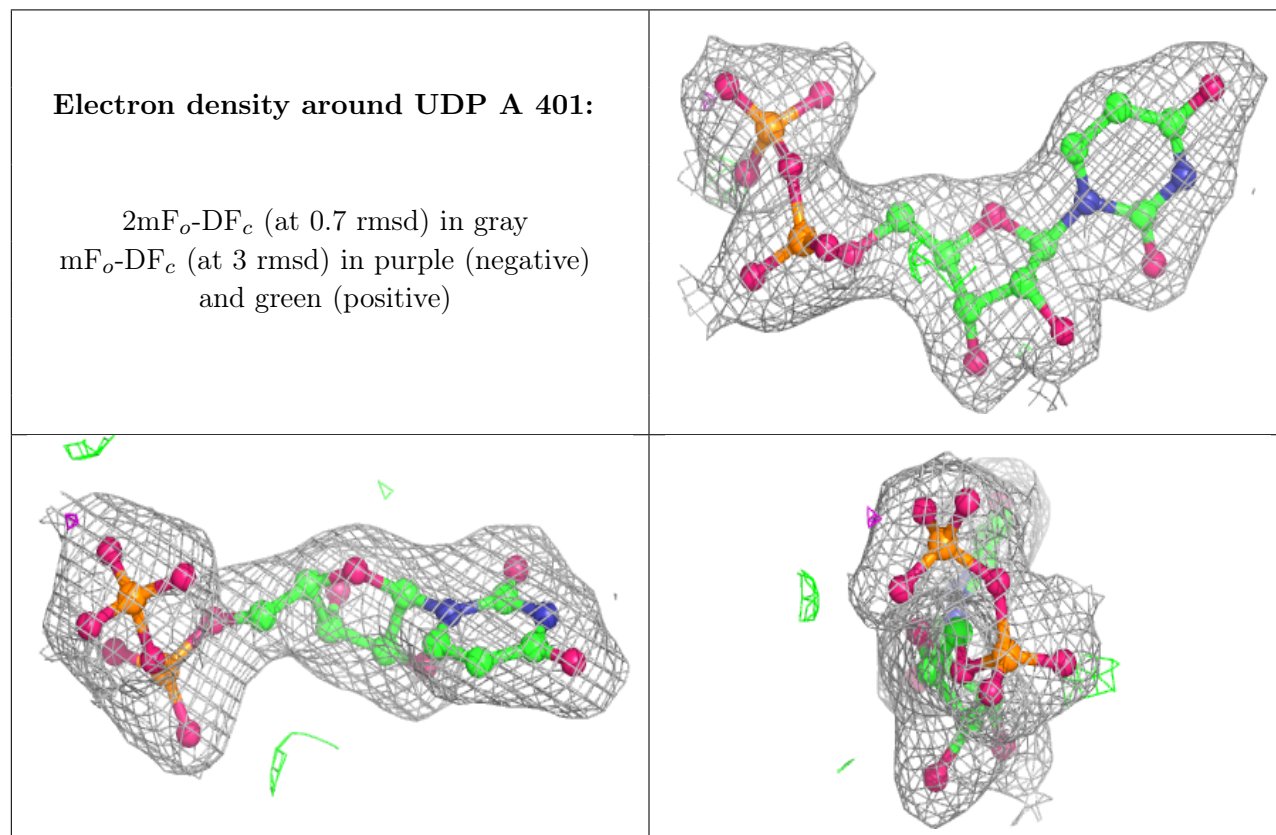 Electron density around UDP A 401:
2mFo-DFc (at 0.7 rmsd) in gray
mFo-DFc (at 3 rmsd) in purple (negative)
and green (positive)